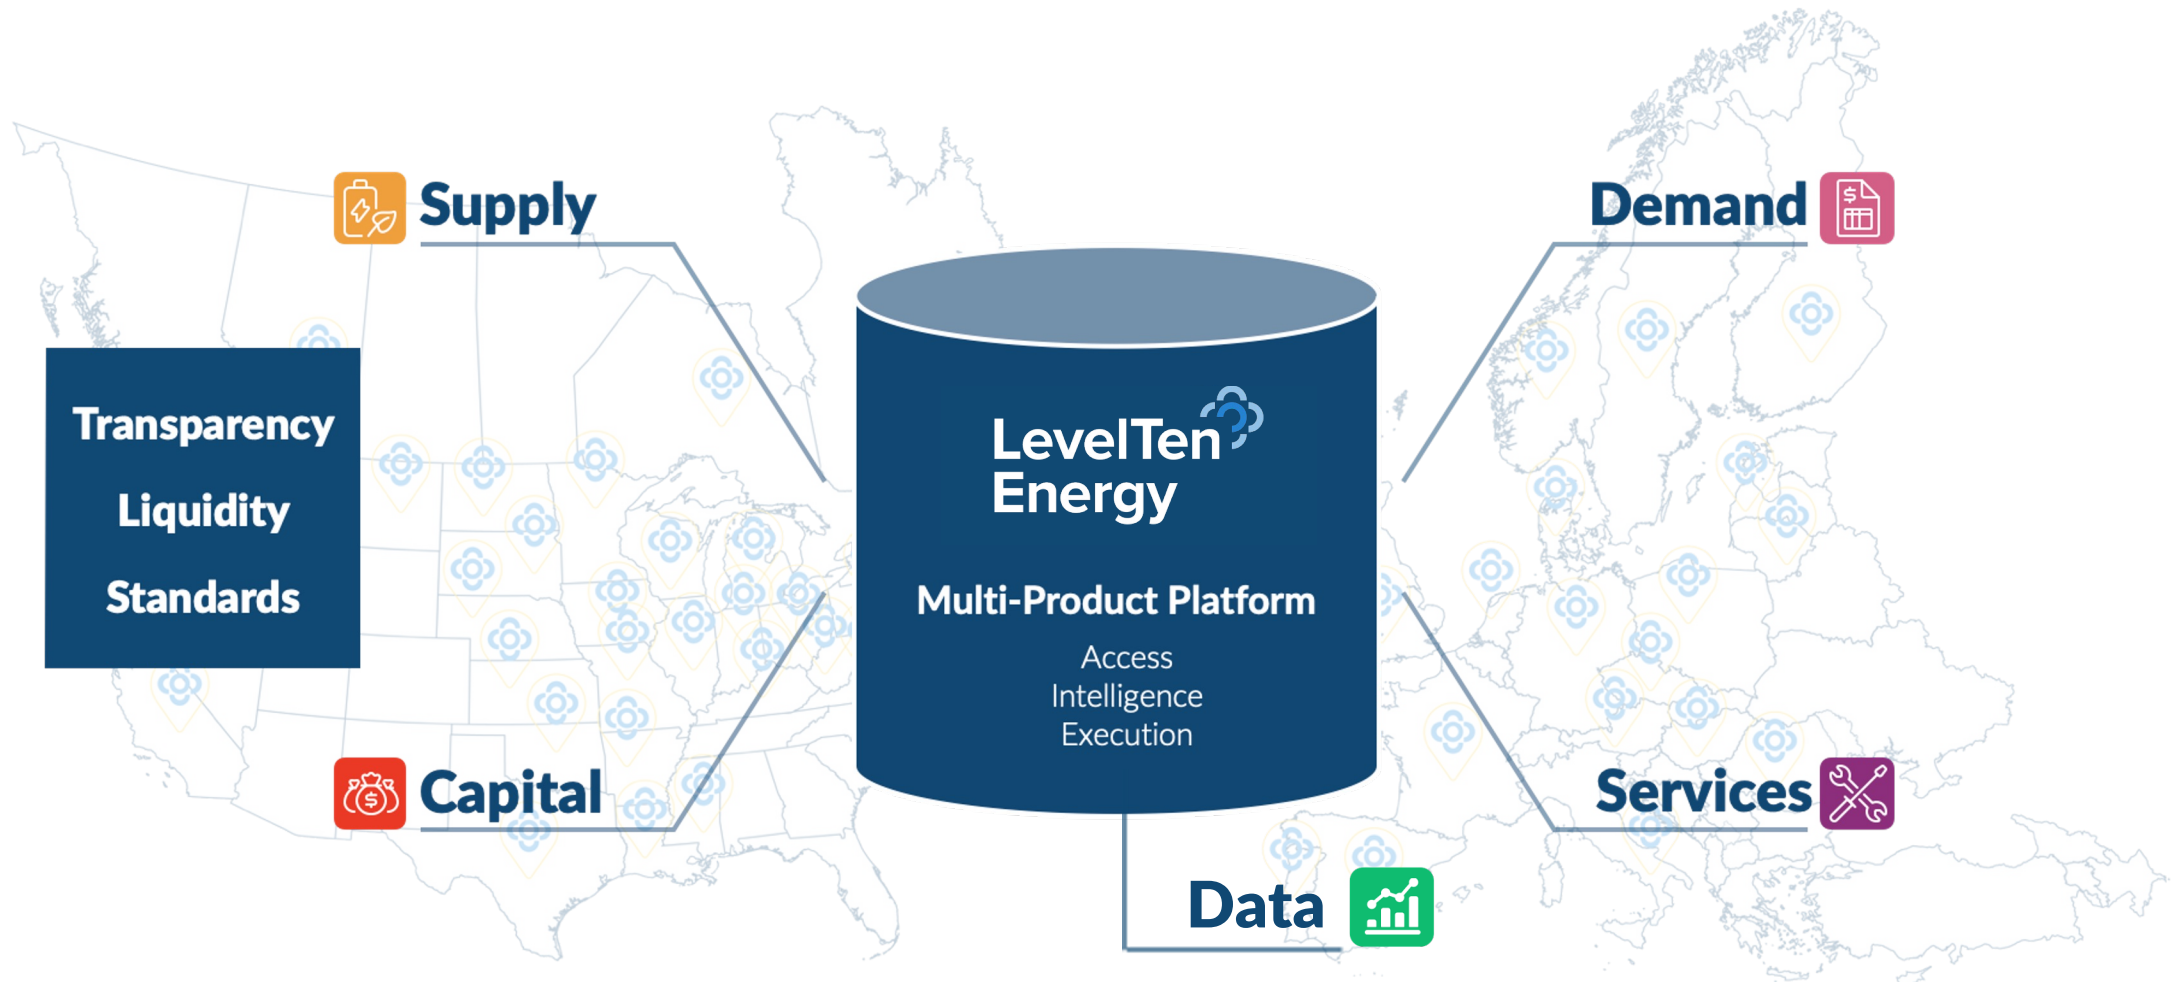 Supply
Demand
Transparency
Liquidity
Standards
LevelTen
Energy
Multi-Product Platform
Access
Intelligence
Execution
Capital
Services
Data